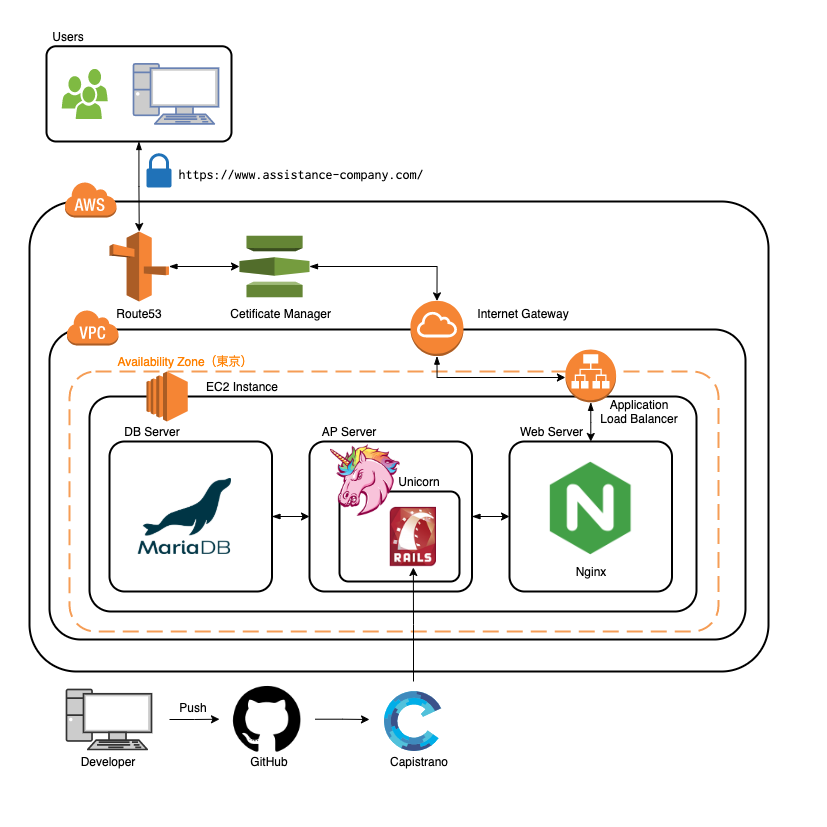 Users
https://www.assistance-company.com/
AWS
Route53
Cetificate Manager
Internet Gateway
VPC
Availability Zone（東京）
EC2 Instance
Application
Load Balancer
DB Server
AP Server
Web Server
Unicorn
RAILS
MariaDB
N
Nginx
Push
Developer
GitHub
Capistrano